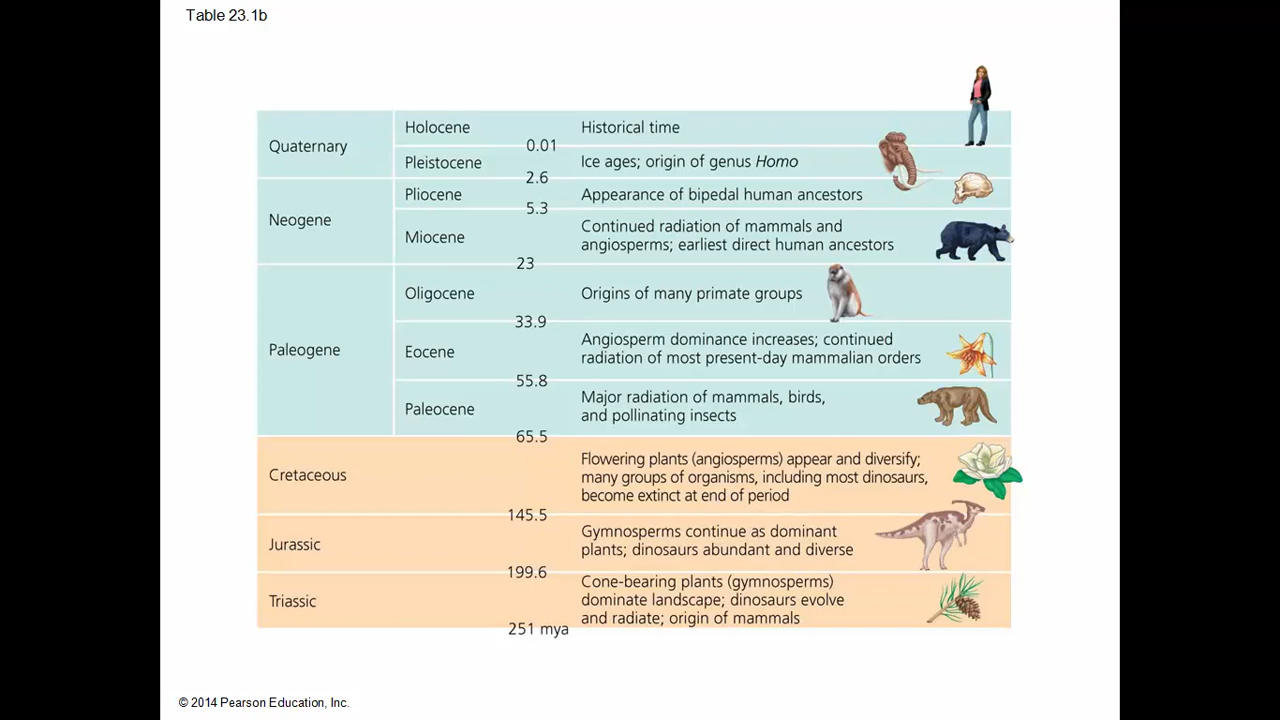 Table 23.1b
Quaternary
Holocene
Historical time
0.01
Pleistocene
Ice ages; origin of genus Homo
2.6
Neogene
Pliocene
Appearance of bipedal human ancestors
5.3
Miocene
Continued radiation of mammals and
angiosperms; earliest direct human ancestors
23
Paleogene
Oligocene
Origins of many primate groups
33.9
Eocene
Angiosperm dominance increases; continued
radiation of most present-day mammalian orders
55.8
Paleocene
Major radiation of mammals, birds,
and pollinating insects
65.5
Cretaceous
Flowering plants (angiosperms) appear and diversify;
many groups of organisms, including most dinosaurs,
become extinct at end of period
145.5
Jurassic
Gymnosperms continue as dominant
plants; dinosaurs abundant and diverse
199.6
Triassic
Cone-bearing plants (gymnosperms)
dominate landscape; dinosaurs evolve
and radiate; origin of mammals
251 mya
© 2014 Pearson Education, Inc.